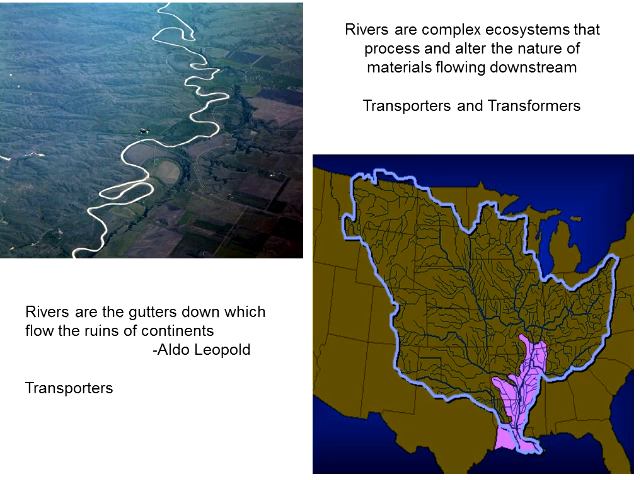 Rivers are complex ecosystems that
process and alter the nature of
materials flowing downstream
Transporters and Transformers
Rivers are the gutters down which
flow the ruins of continents
-Aldo Leopold
Transporters